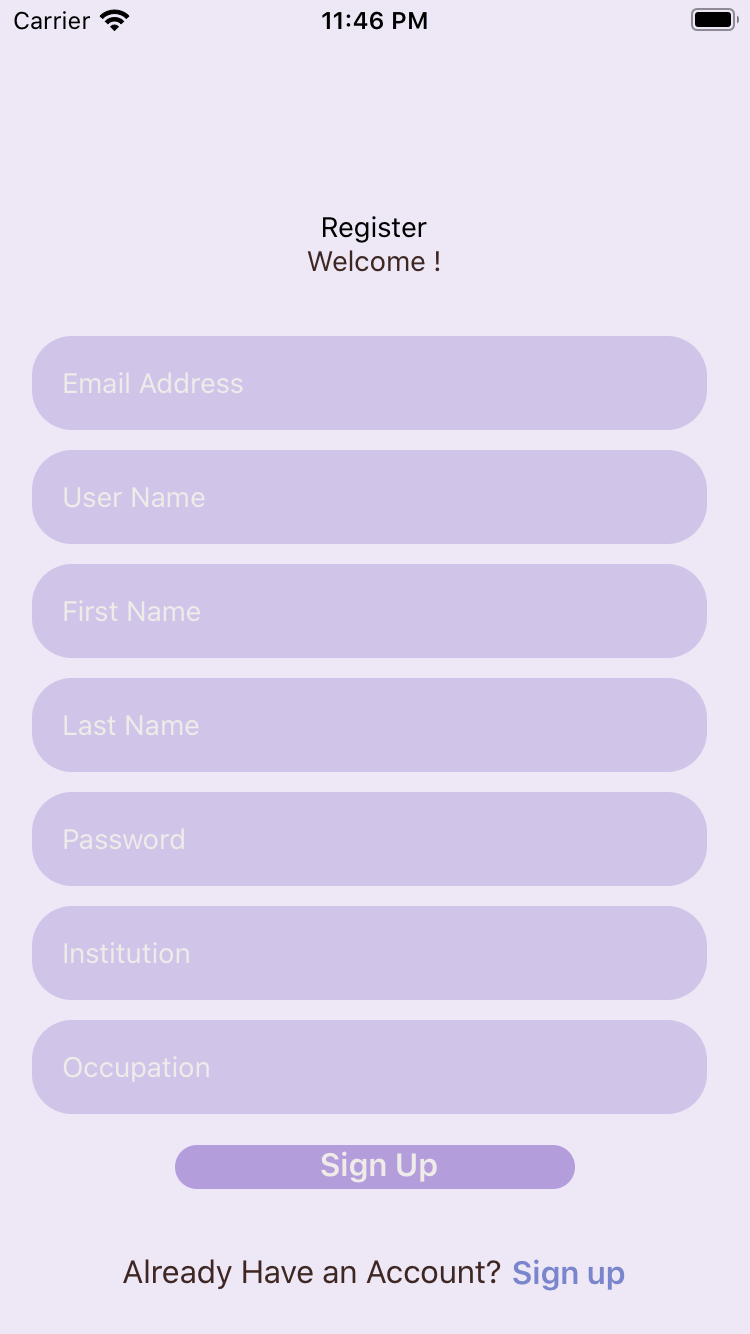 Carrier 11:46 PM
Register
Welcome !
Email Address
User Name
First Name
Last Name
Password
Institution
Occupation
Sign Up
Already Have an Account? Sign up